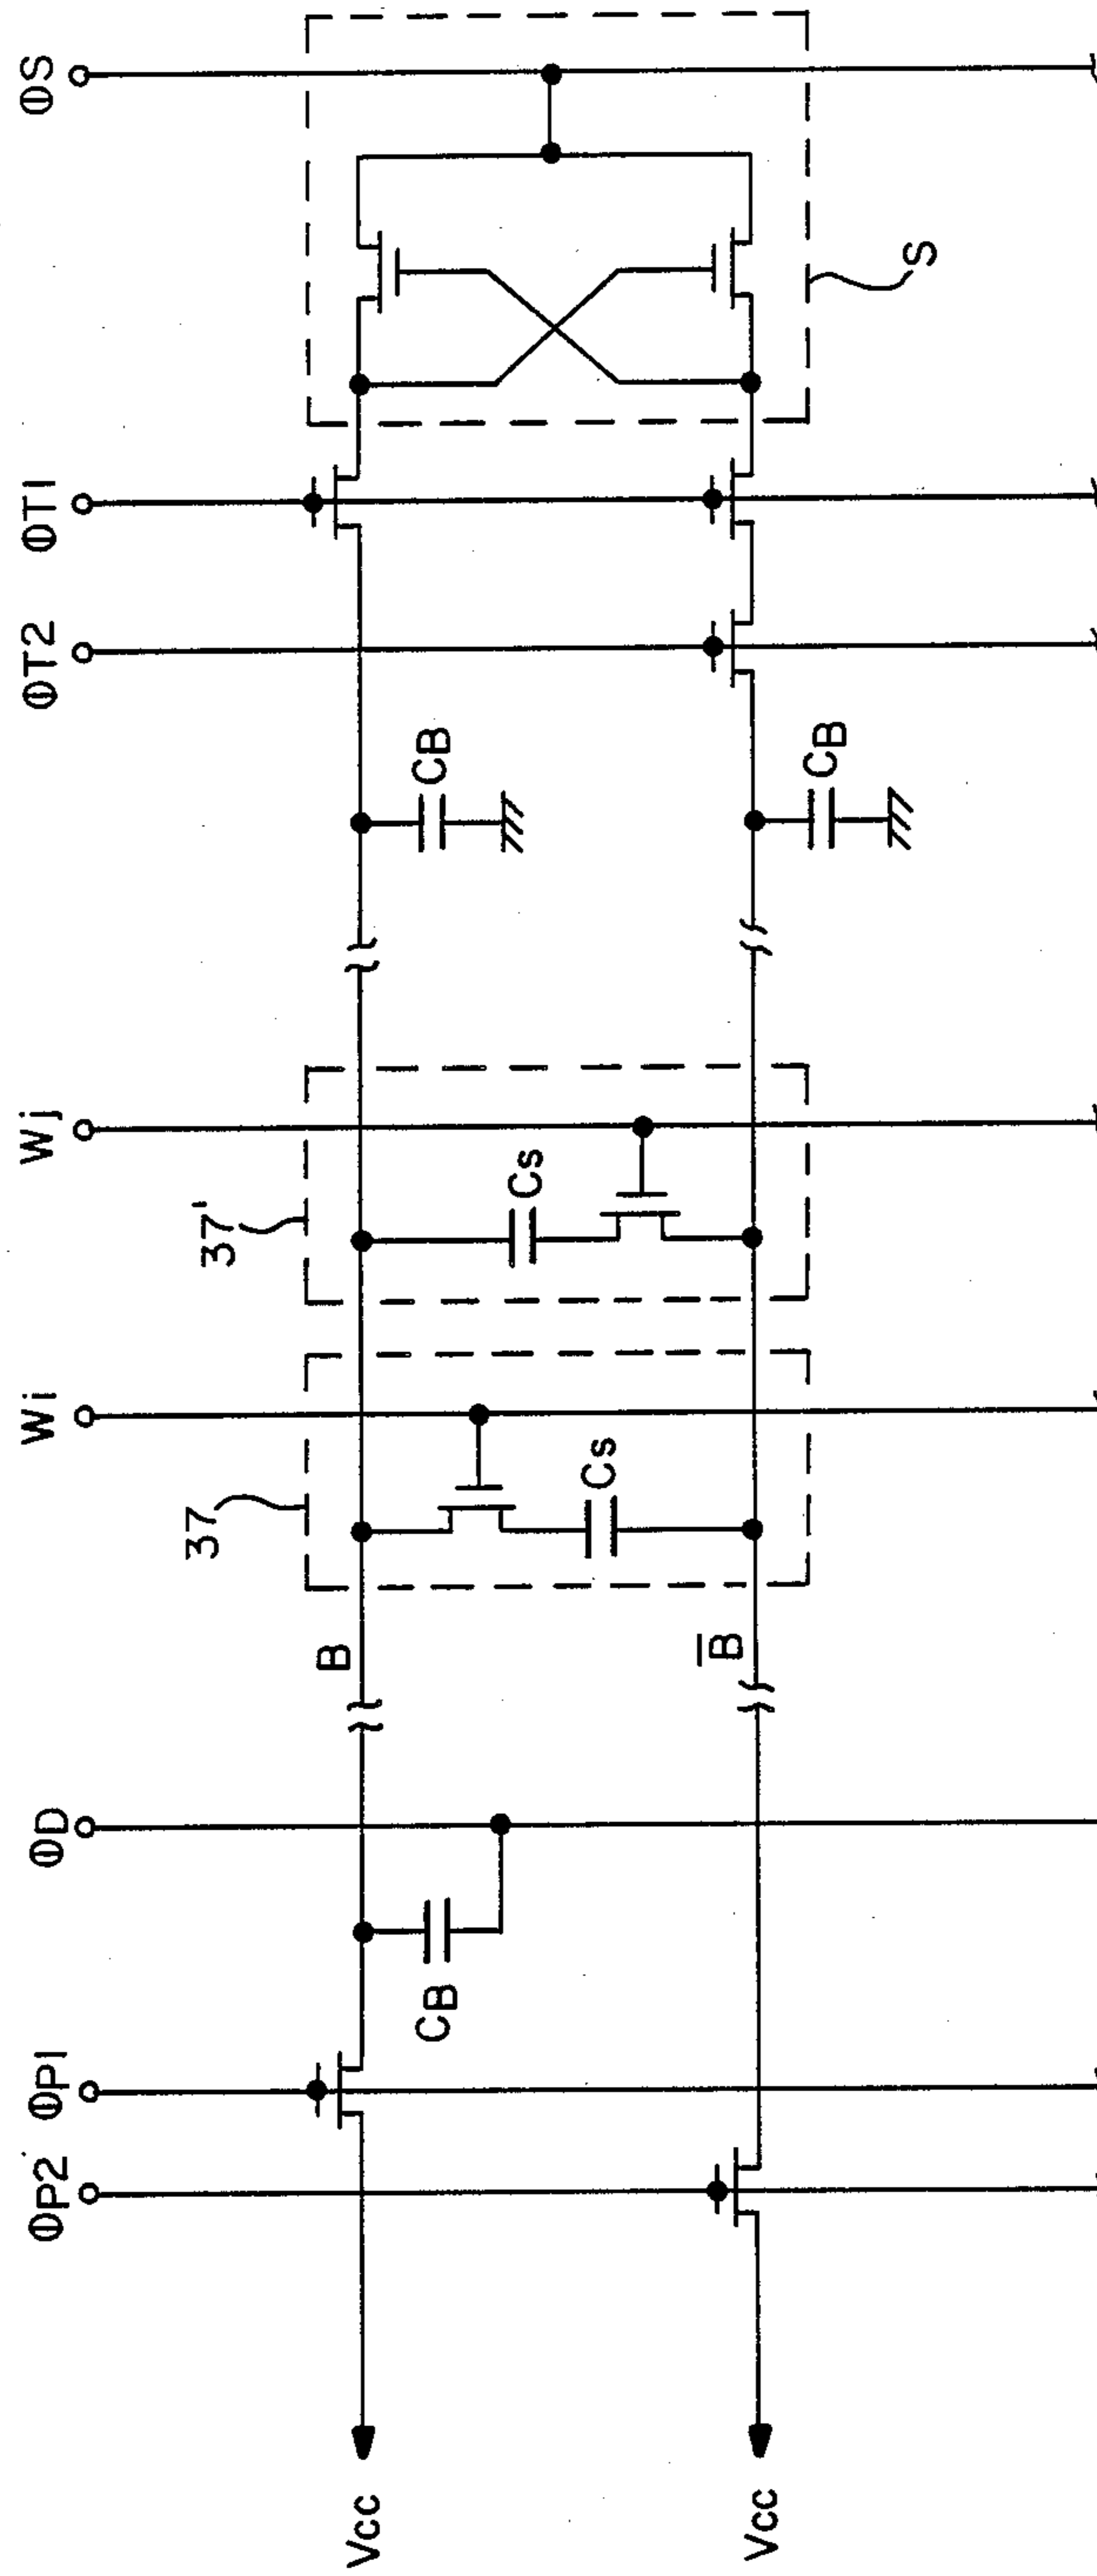 ΦP2
ΦP1
ΦD
Wi
Wj
ΦT2
ΦT1
ΦS
37
37'
B
Vcc
CB
CB
Cs
Cs
B̅
Vcc
CB
S